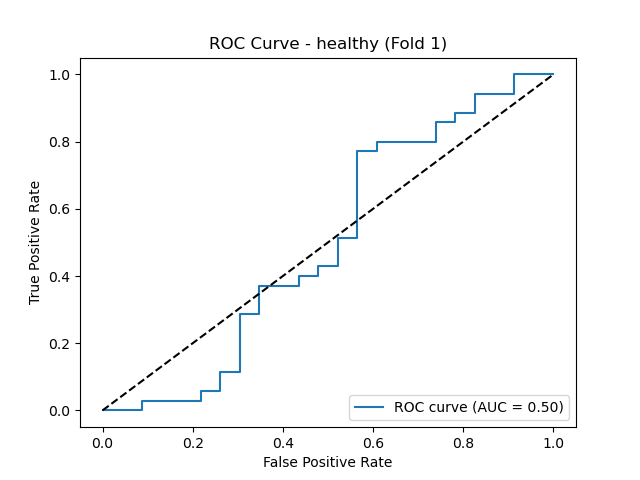 ROC Curve - healthy (Fold 1)
1.0
0.8
0.6
0.4
0.2
0.0
True Positive Rate
ROC curve (AUC = 0.50)
0.0 0.2 0.4 0.6 0.8 1.0
False Positive Rate